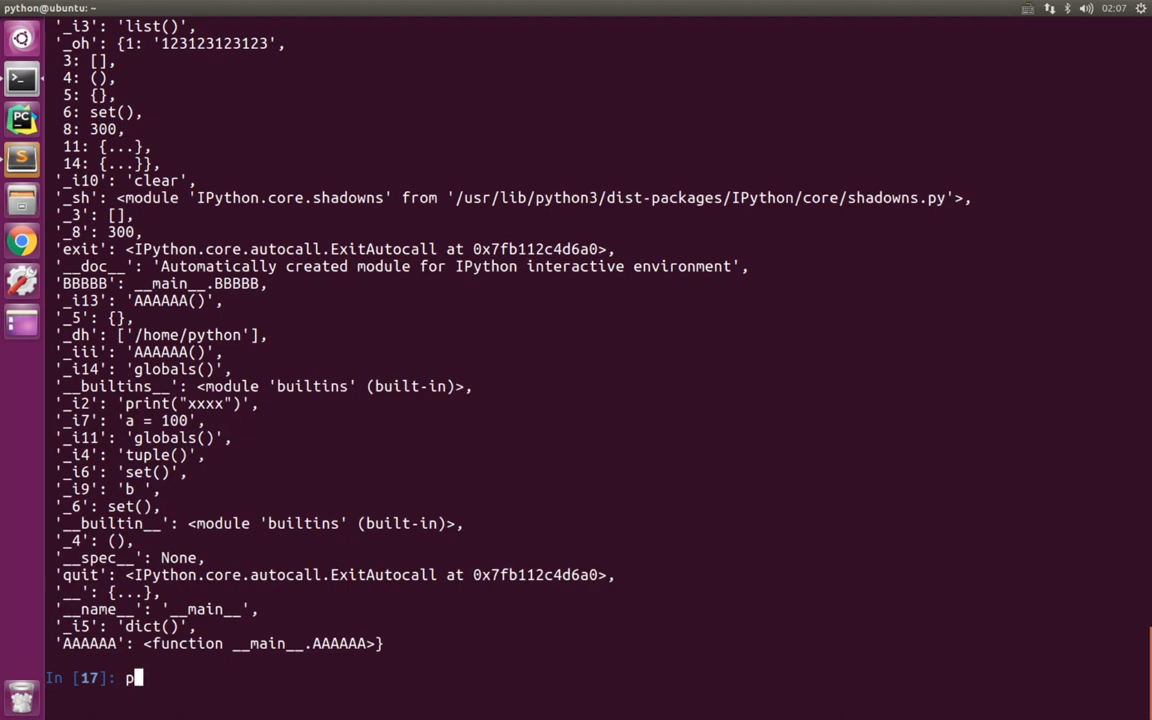 python@ubuntu: ~
02:07
'_i3': 'list()',
'_oh': {1: '123123123123',
3: [],
4: (),
5: {},
6: set(),
8: 300,
11: {...},
14: {...}},
'_i10': 'clear',
'_sh': <module 'IPython.core.shadowns' from '/usr/lib/python3/dist-packages/IPython/core/shadowns.py'>,
'_3': [],
'_8': 300,
'exit': <IPython.core.autocall.ExitAutocall at 0x7fb112c4d6a0>,
'__doc__': 'Automatically created module for IPython interactive environment',
'BBBBB': __main__.BBBBB,
'_i13': 'AAAAAA()',
'_5': {},
'_dh': ['/home/python'],
'_iii': 'AAAAAA()',
'_i14': 'globals()',
'__builtins__': <module 'builtins' (built-in)>,
'_i2': 'print("xxxx")',
'_i7': 'a = 100',
'_i11': 'globals()',
'_i4': 'tuple()',
'_i6': 'set()',
'_i9': 'b ',
'_6': set(),
'__builtin__': <module 'builtins' (built-in)>,
'_4': (),
'__spec__': None,
'quit': <IPython.core.autocall.ExitAutocall at 0x7fb112c4d6a0>,
'__': {...},
'__name__': '__main__',
'_i5': 'dict()',
'AAAAAA': <function __main__.AAAAAA>}
In [17]: p
PC
S